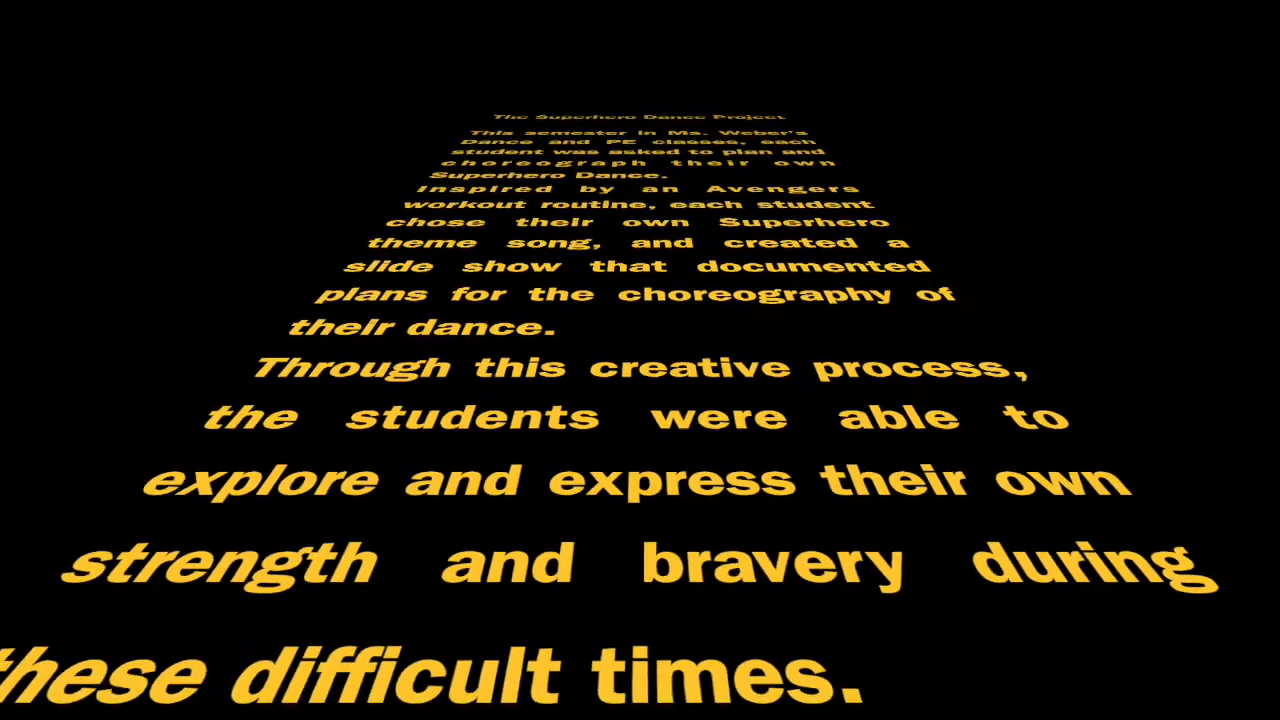 The Superhero Dance Project
This semester in Ms. Weber's
Dance and PE classes, each
student was asked to plan and
choreograph their own
Superhero Dance.
Inspired by an Avengers
workout routine, each student
chose their own Superhero
theme song, and created a
slide show that documented
plans for the choreography of
their dance.
Through this creative process,
the students were able to
explore and express their own
strength and bravery during
these difficult times.